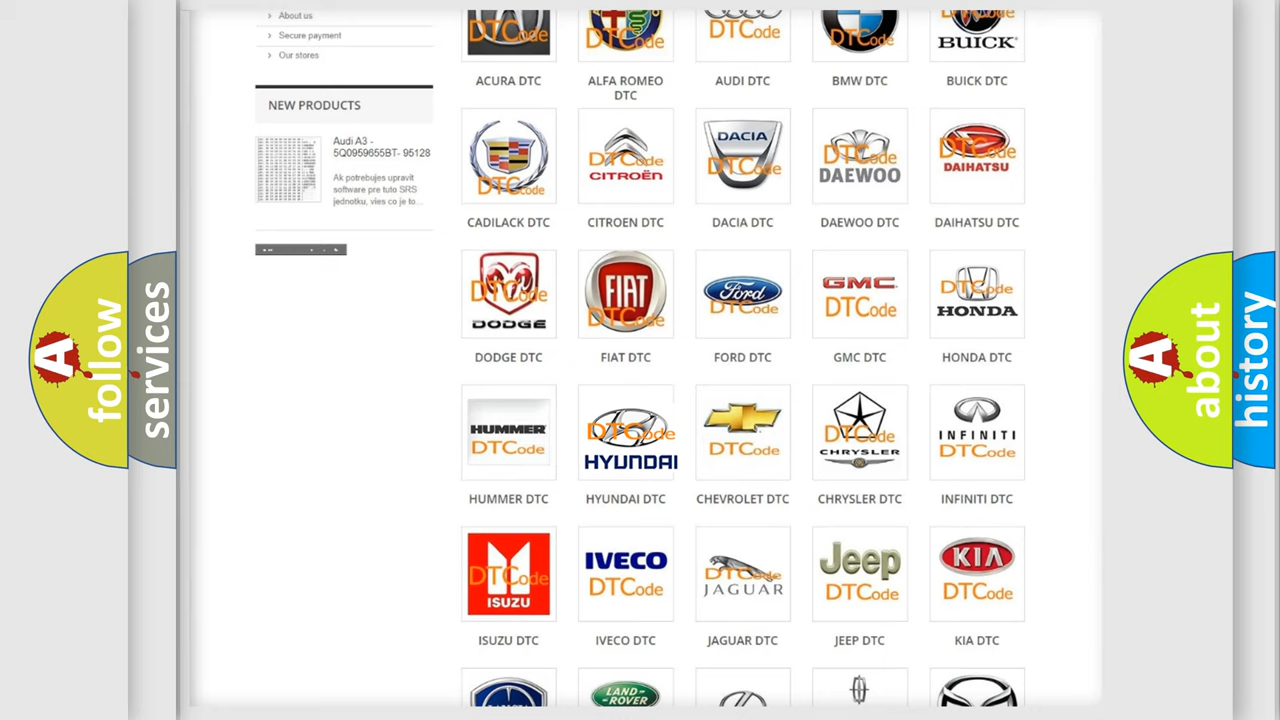 About us
Secure payment
Our stores
NEW PRODUCTS
Audi A3 -
5Q0959655BT- 95128
Ak potrebujes upravit
software pre tuto SRS
jednotku, vies co je to...
DTCode
DTCode
DTCode
DTCode
BUICK
ACURA DTC
ALFA ROMEO
DTC
AUDI DTC
BMW DTC
BUICK DTC
DTCode
DTCode
CITROËN
DACIA
DTCode
DTCode
DAEWOO
DTCode
DAIHATSU
CADILACK DTC
CITROEN DTC
DACIA DTC
DAEWOO DTC
DAIHATSU DTC
DTCode
DODGE
FIAT
DTCode
Ford
DTCode
GMC
DTCode
DTCode
HONDA
DODGE DTC
FIAT DTC
FORD DTC
GMC DTC
HONDA DTC
HUMMER
DTCode
DTCode
HYUNDAI
DTCode
DTCode
CHRYSLER
INFINITI
DTCode
HUMMER DTC
HYUNDAI DTC
CHEVROLET DTC
CHRYSLER DTC
INFINITI DTC
DTCode
ISUZU
IVECO
DTCode
DTCode
JAGUAR
Jeep
DTCode
KIA
DTCode
ISUZU DTC
IVECO DTC
JAGUAR DTC
JEEP DTC
KIA DTC
LAND-
ROVER
A
follow
services
A
about
history